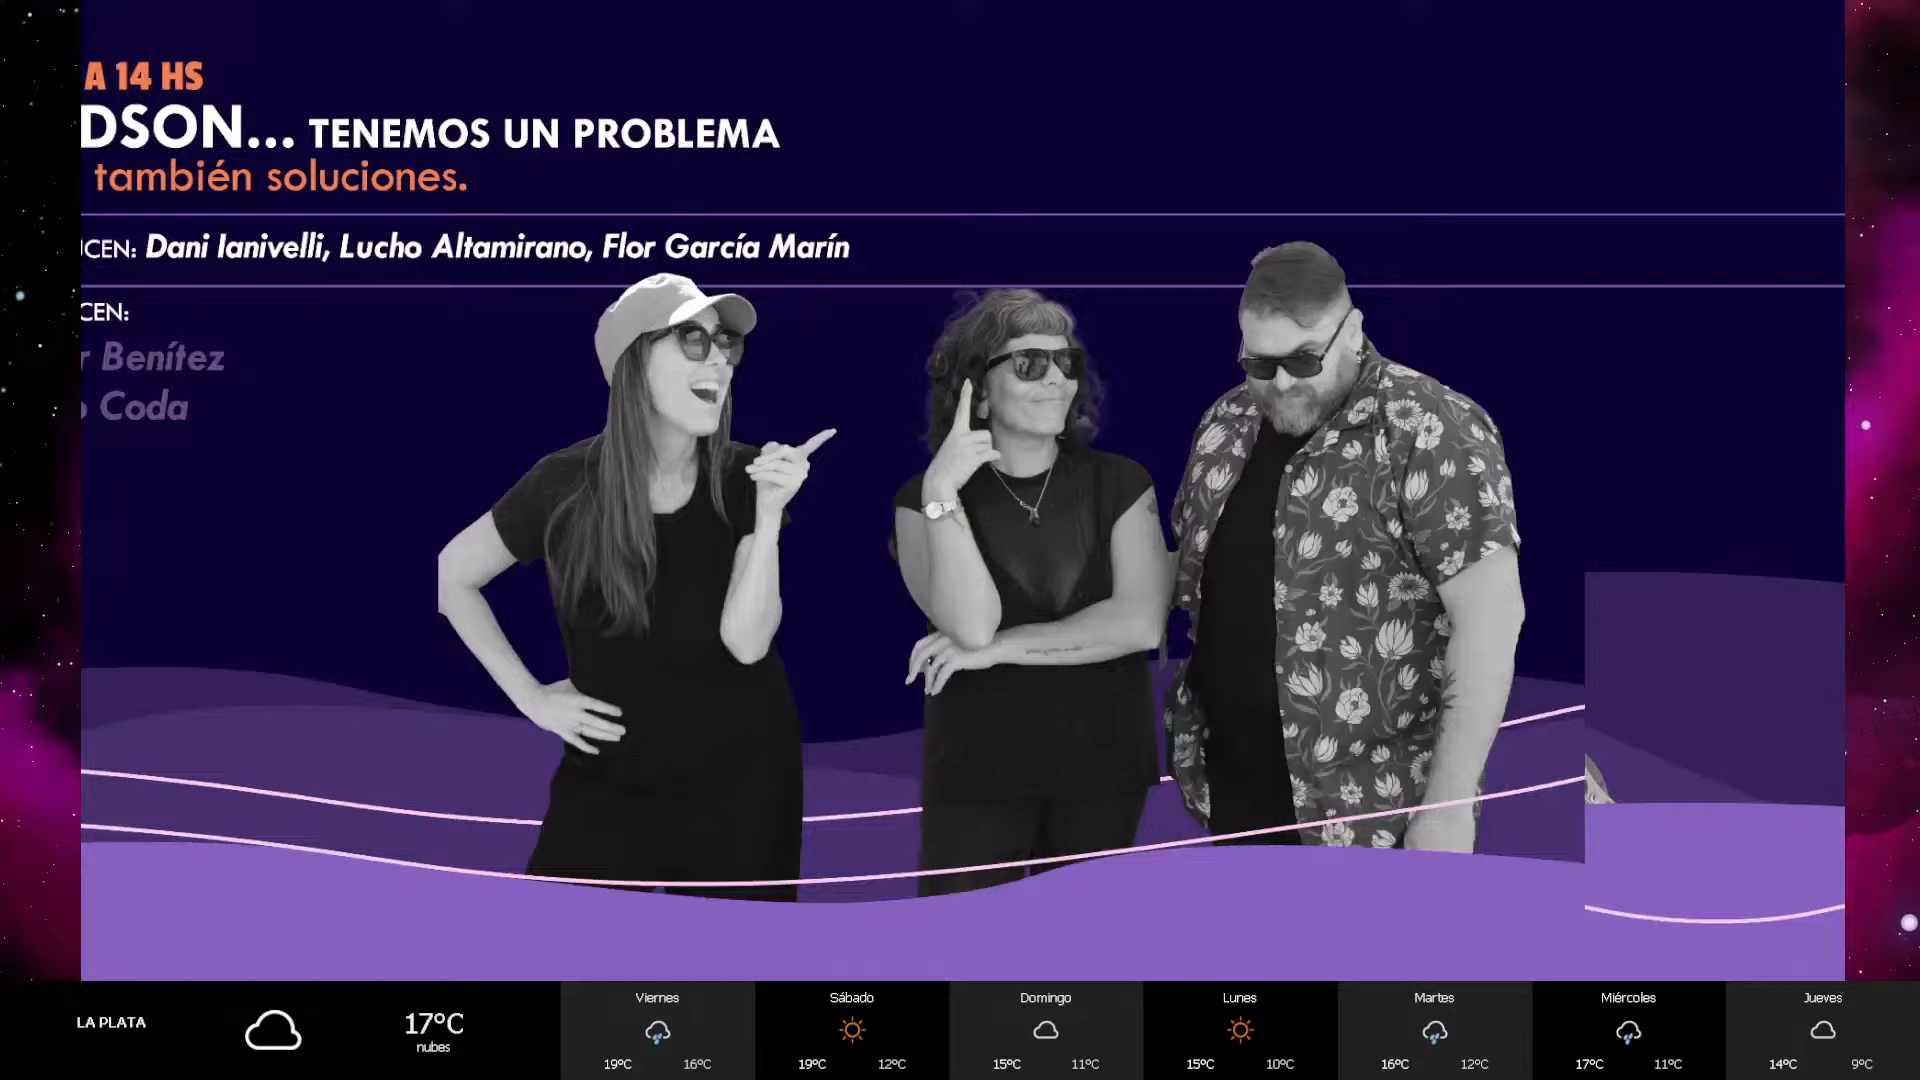 A 14 HS
DSON... TENEMOS UN PROBLEMA
también soluciones.
UCEN: Dani Ianivelli, Lucho Altamirano, Flor García Marín
CEN:
r Benítez
o Coda
LA PLATA
17°C
nubes
Viernes
19°C 16°C
Sábado
19°C 12°C
Domingo
15°C 11°C
Lunes
15°C 10°C
Martes
16°C 12°C
Miércoles
17°C 11°C
Jueves
14°C 9°C